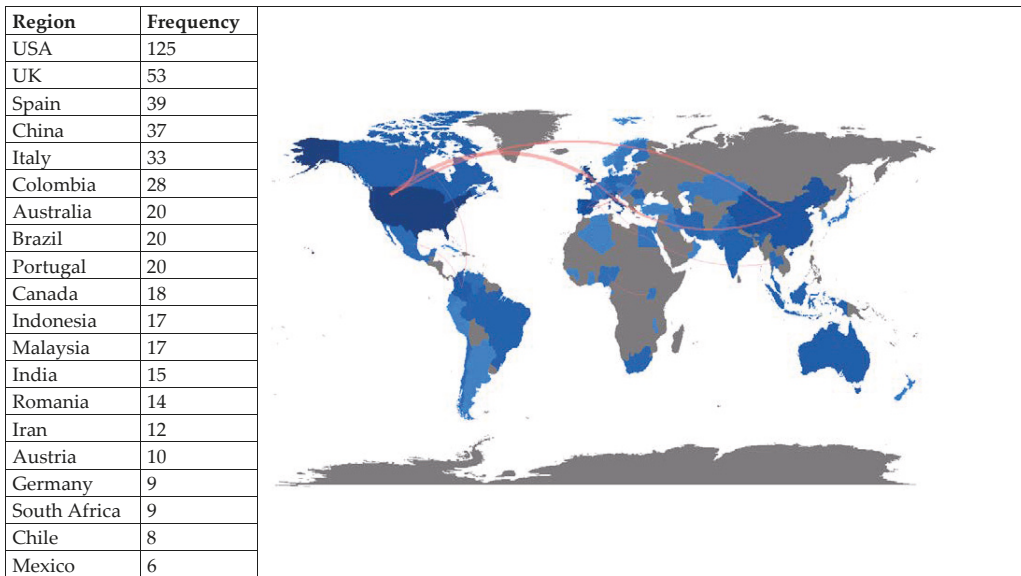 Region Frequency
USA 125
UK 53
Spain 39
China 37
Italy 33
Colombia 28
Australia 20
Brazil 20
Portugal 20
Canada 18
Indonesia 17
Malaysia 17
India 15
Romania 14
Iran 12
Austria 10
Germany 9
South Africa 9
Chile 8
Mexico 6